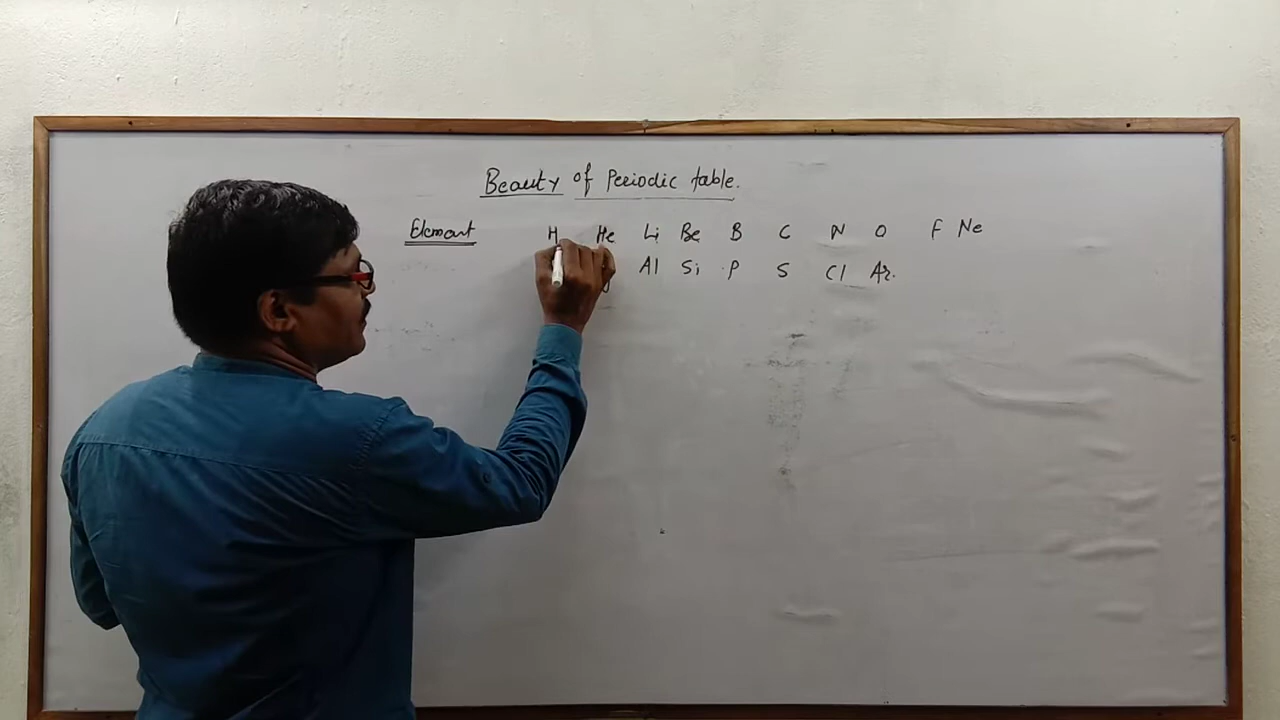 Beauty of Periodic table.
Element H He Li Be B C N O F Ne
Al Si P S Cl Ar.